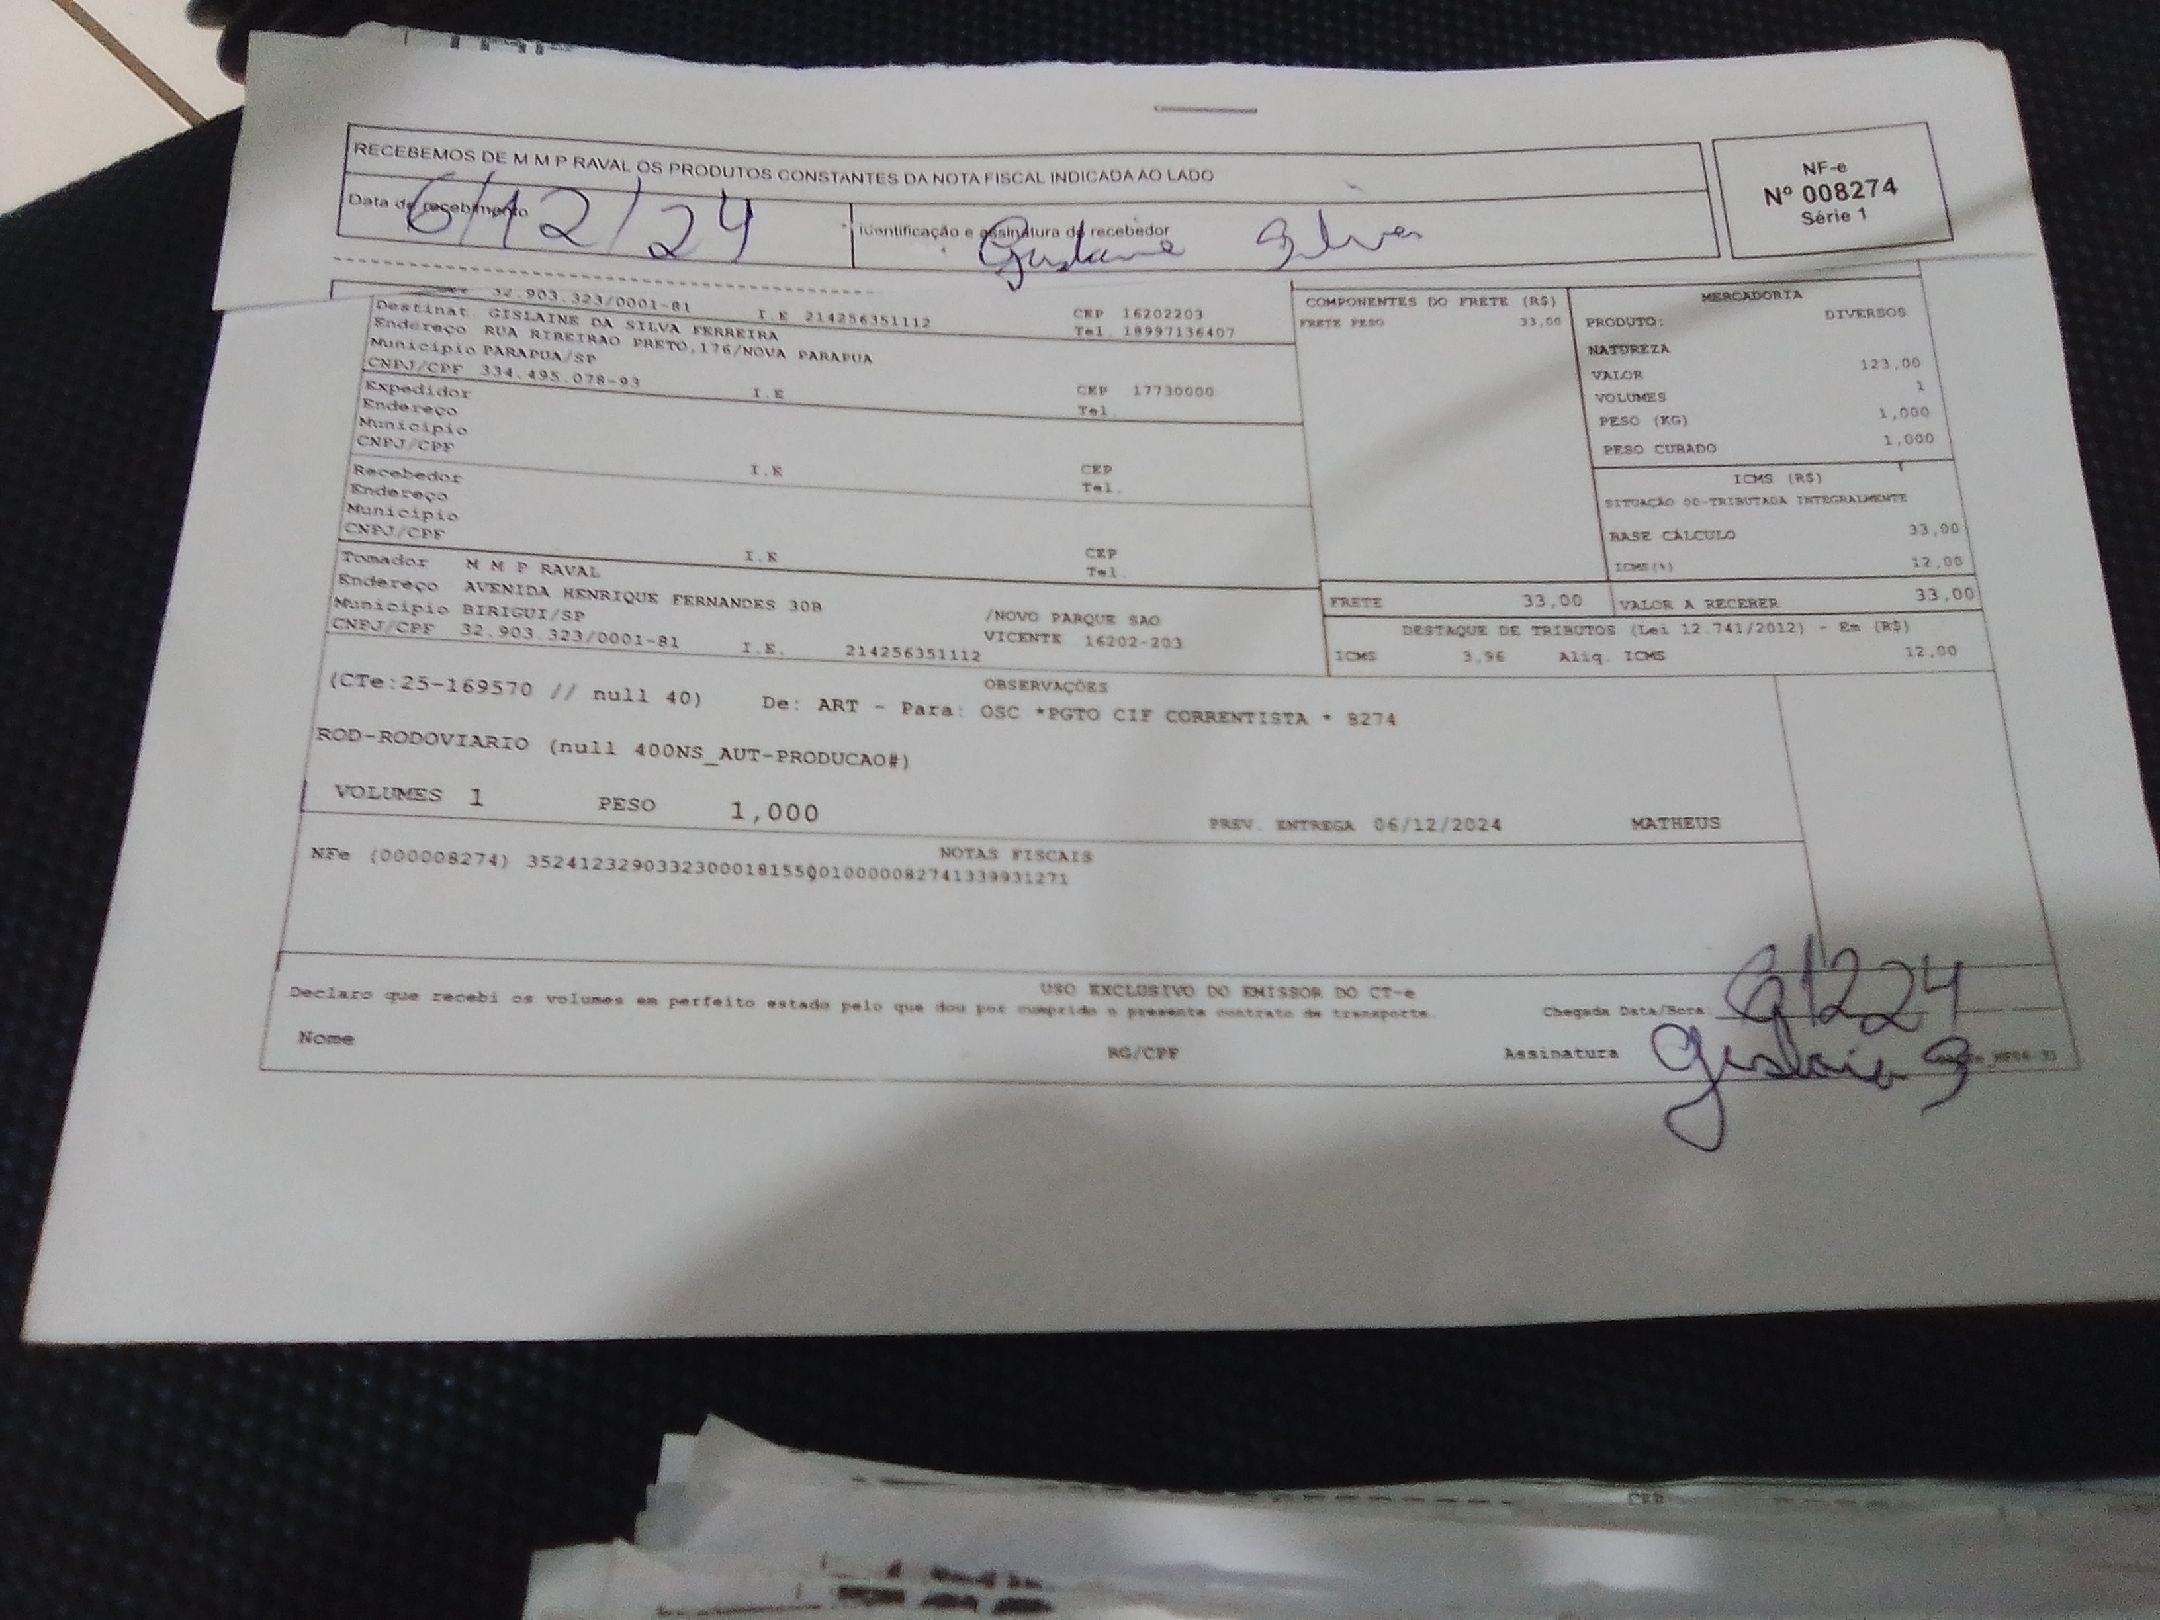 RECEBEMOS DE M M P RAVAL OS PRODUTOS CONSTANTES DA NOTA FISCAL INDICADA AO LADO
NF-e
Nº 008274
Série 1
Data de recebimento 6/12/24
Identificação e assinatura do recebedor Gislaine Silva
32.903.323/0001-81 I.E 214256351112 CEP 16202203
Destinat. GISLAINE DA SILVA FERREIRA Tel. 18997136407
Endereço RUA RIBEIRAO PRETO,176/NOVA PARAPUA
Município PARAPUA/SP
CNPJ/CPF 334.495.078-93 I.E CEP 17730000
Expedidor Tel.
Endereço
Município
CNPJ/CPF I.E CEP
Recebedor Tel.
Endereço
Município
CNPJ/CPF I.E CEP
Tomador M M P RAVAL Tel.
Endereço AVENIDA HENRIQUE FERNANDES 30B /NOVO PARQUE SAO
Município BIRIGUI/SP VICENTE 16202-203
CNPJ/CPF 32.903.323/0001-81 I.E. 214256351112
COMPONENTES DO FRETE (R$)
FRETE PESO 33,00
MERCADORIA
PRODUTO: DIVERSOS
NATUREZA
VALOR 123,00
VOLUMES 1
PESO (KG) 1,000
PESO CUBADO 1,000
ICMS (R$)
SITUAÇÃO 00-TRIBUTADA INTEGRALMENTE
BASE CÁLCULO 33,00
ICMS(%) 12,00
FRETE 33,00 VALOR A RECEBER 33,00
DESTAQUE DE TRIBUTOS (Lei 12.741/2012) - Em (R$)
ICMS 3,96 Aliq. ICMS 12,00
OBSERVAÇÕES
(CTe:25-169570 // null 40) De: ART - Para: OSC *PGTO CIF CORRENTISTA * 8274
ROD-RODOVIARIO (null 400NS_AUT-PRODUCAO#)
VOLUMES 1 PESO 1,000 PREV. ENTREGA 06/12/2024 MATHEUS
NOTAS FISCAIS
NFe (000008274) 35241232903323000181550010000082741339931271
USO EXCLUSIVO DO EMISSOR DO CT-e
Declaro que recebi os volumes em perfeito estado pelo que dou por cumprido o presente contrato de transporte. Chegada Data/Hora:
Nome RG/CPF Assinatura
CEP